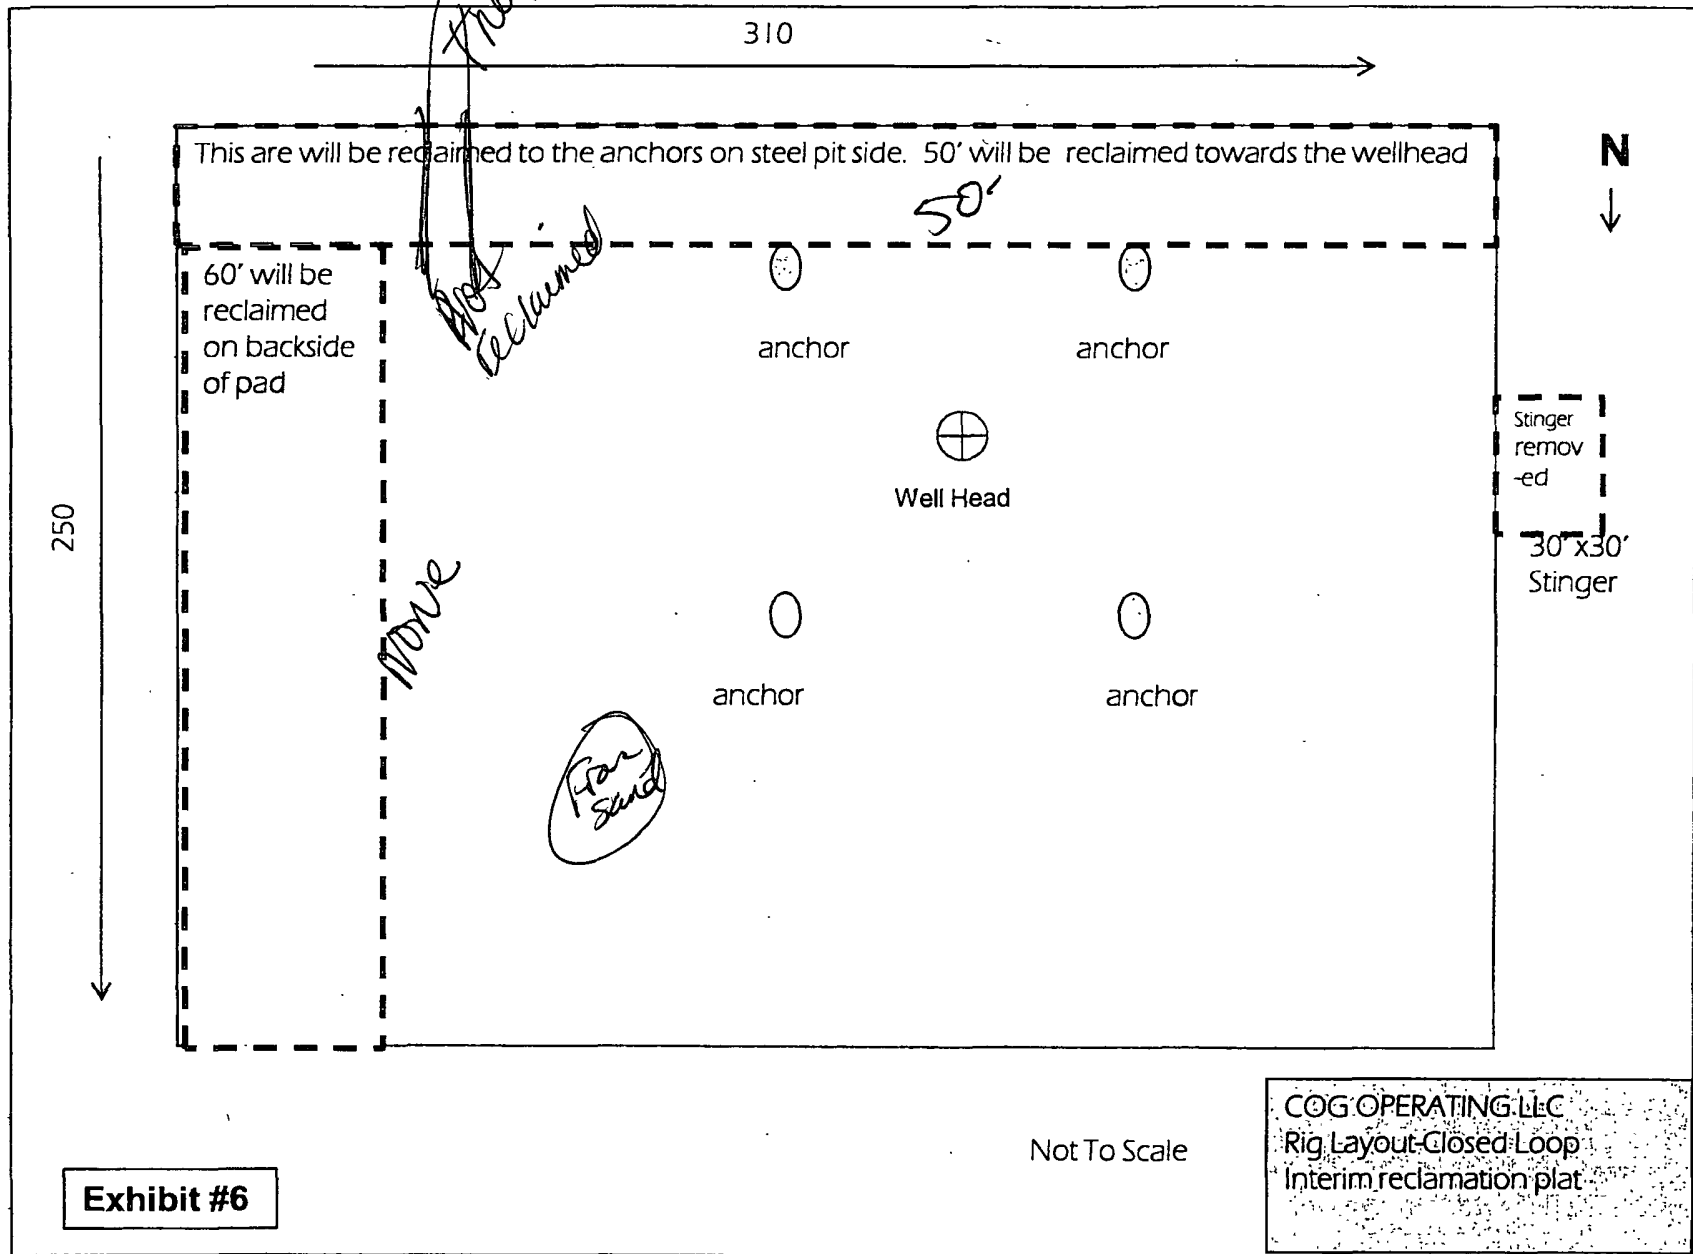 310
This are will be reclaimed to the anchors on steel pit side. 50' will be reclaimed towards the wellhead
50'
N
60' will be
reclaimed
on backside
of pad
Not
reclaimed
anchor
anchor
Stinger
remov
-ed
Well Head
30'x30'
Stinger
250
None
anchor
anchor
Frac
sand
Not To Scale
COG OPERATING LLC
Rig Layout-Closed Loop
Interim reclamation plat
Exhibit #6